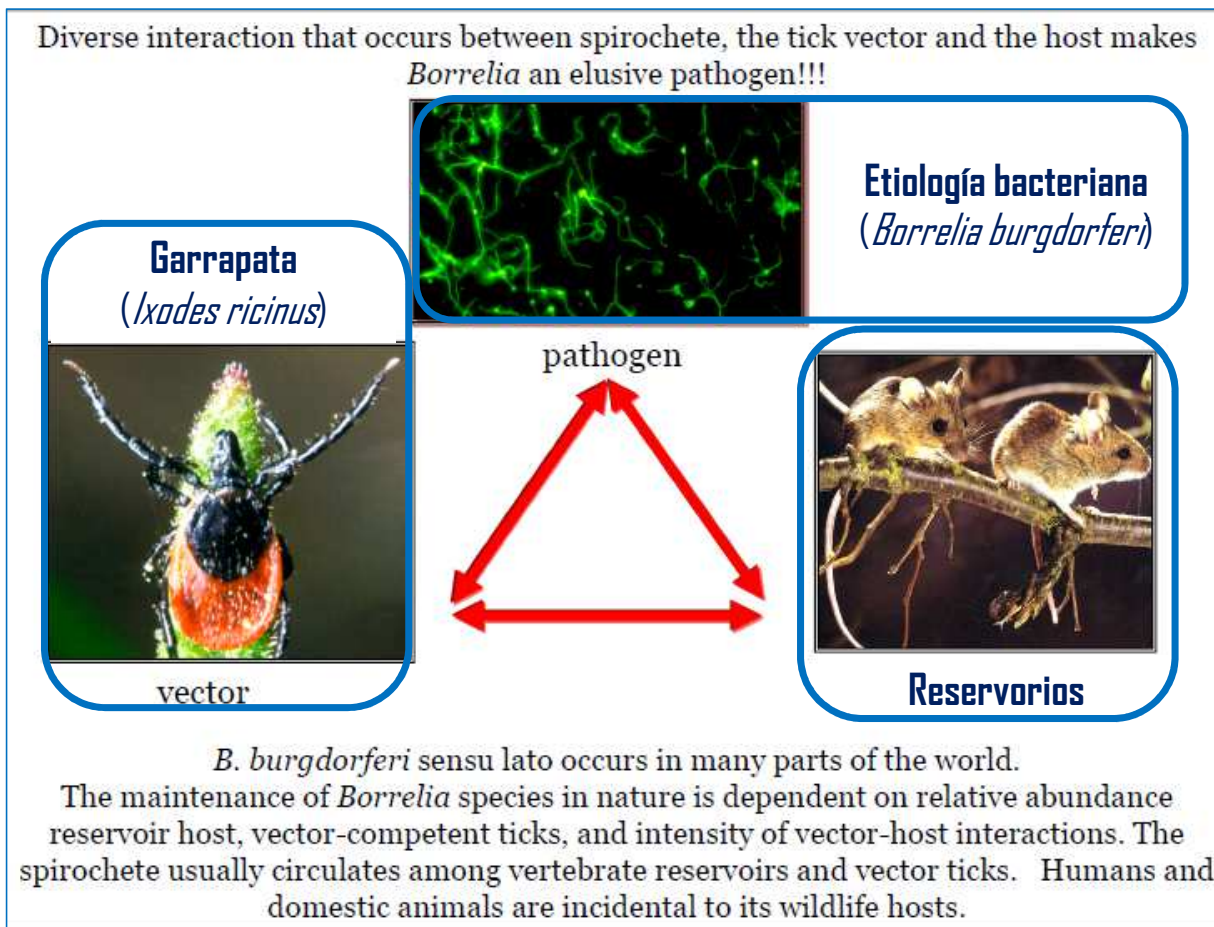 Diverse interaction that occurs between spirochete, the tick vector and the host makes
Borrelia an elusive pathogen!!!
Etiología bacteriana
(Borrelia burgdorferi)
Garrapata
(Ixodes ricinus)
pathogen
vector
Reservorios
B. burgdorferi sensu lato occurs in many parts of the world.
The maintenance of Borrelia species in nature is dependent on relative abundance
reservoir host, vector-competent ticks, and intensity of vector-host interactions. The
spirochete usually circulates among vertebrate reservoirs and vector ticks. Humans and
domestic animals are incidental to its wildlife hosts.